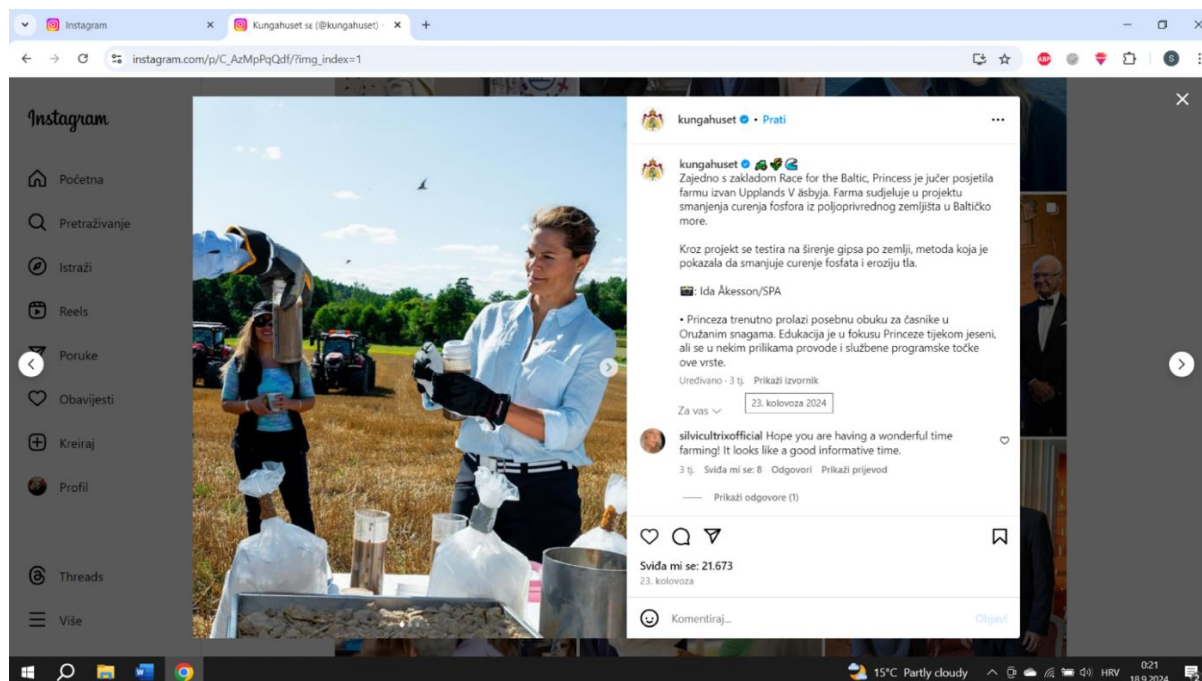 Instagram
Kungahuset SE (@kungahuset) -
instagram.com/p/C_AzMpPqQdf/?img_index=1
ABP
S
Instagram
Početna
Pretraživanje
Istraži
Reels
Poruke
Obavijesti
Kreiraj
Profil
Threads
Više
kungahuset • Prati
kungahuset
Zajedno s zakladom Race for the Baltic, Princess je jučer posjetila
farmu izvan Upplands V äsbyja. Farma sudjeluje u projektu
smanjenja curenja fosfora iz poljoprivrednog zemljišta u Baltičko
more.
Kroz projekt se testira na širenje gipsa po zemlji, metoda koja je
pokazala da smanjuje curenje fosfata i eroziju tla.
: Ida Åkesson/SPA
• Princeza trenutno prolazi posebnu obuku za časnike u
Oružanim snagama. Edukacija je u fokusu Princeze tijekom jeseni,
ali se u nekim prilikama provode i službene programske točke
ove vrste.
Uređivano · 3 tj. Prikaži izvornik
Za vas
23. kolovoza 2024
silvicultrixofficial Hope you are having a wonderful time
farming! It looks like a good informative time.
3 tj. Sviđa mi se: 8 Odgovori Prikaži prijevod
Prikaži odgovore (1)
Sviđa mi se: 21.673
23. kolovoza
Komentiraj...
Objavi
15°C Partly cloudy
HRV
0:21
18.9.2024.